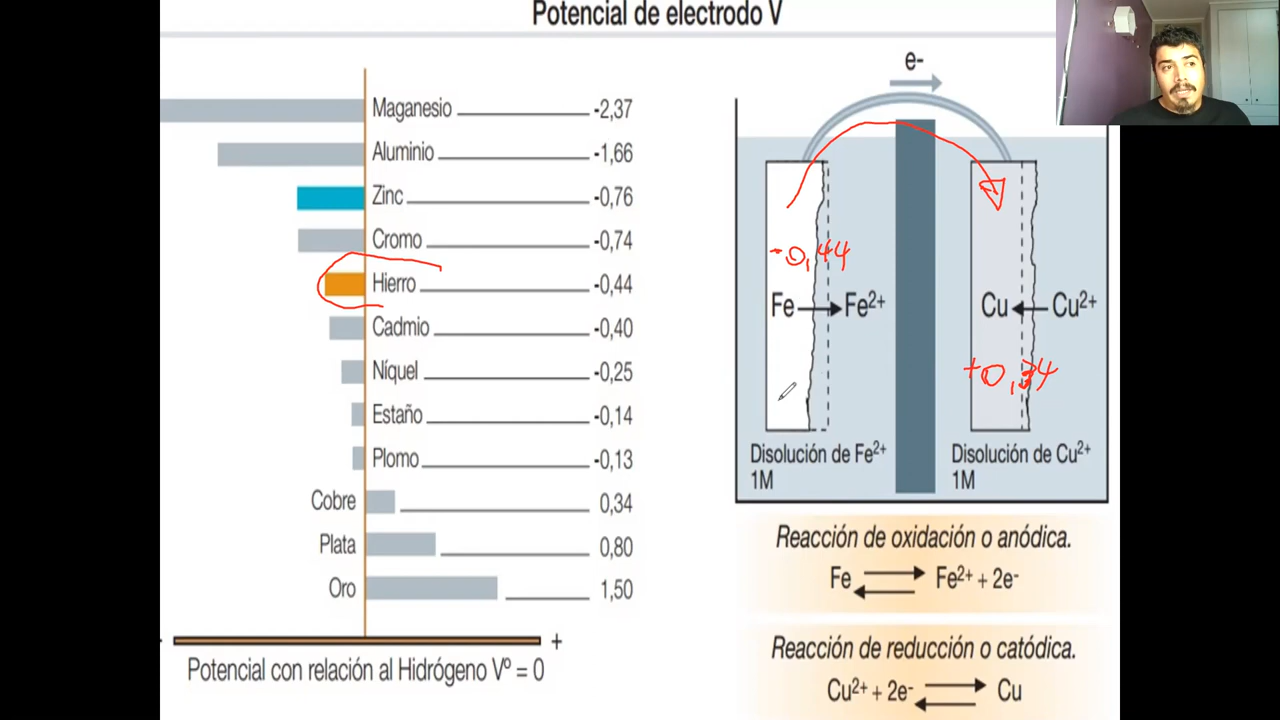 Potencial de electrodo V
Maganesio -2,37
Aluminio -1,66
Zinc -0,76
Cromo -0,74
Hierro -0,44
Cadmio -0,40
Níquel -0,25
Estaño -0,14
Plomo -0,13
Cobre 0,34
Plata 0,80
Oro 1,50
- +
Potencial con relación al Hidrógeno Vº = 0
e-
-0,44
Fe Fe2+
Cu Cu2+
+0,34
Disolución de Fe2+
1M
Disolución de Cu2+
1M
Reacción de oxidación o anódica.
Fe Fe2+ + 2e-
Reacción de reducción o catódica.
Cu2+ + 2e- Cu